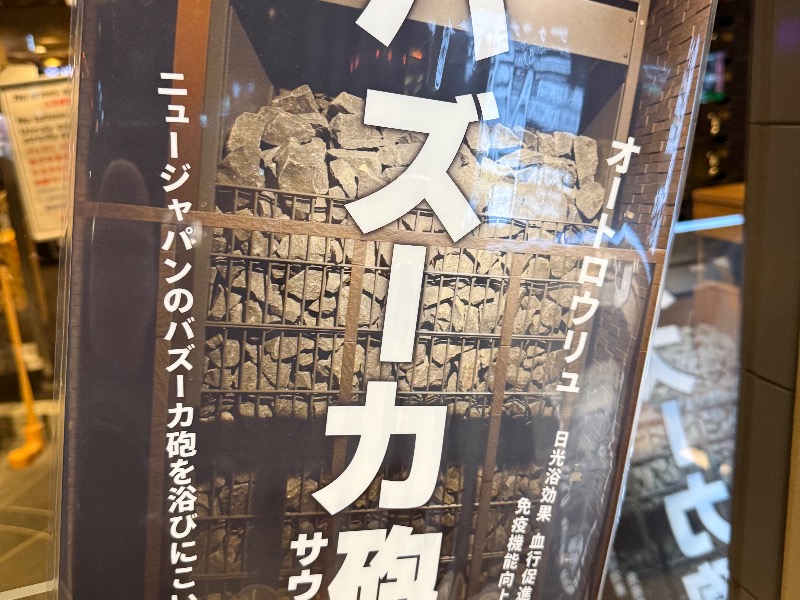 バズーカ砲
オートロウリュ
ニュージャパンのバズーカ砲を浴びにこい
日光浴効果 血行促進
免疫機能向上
サウ